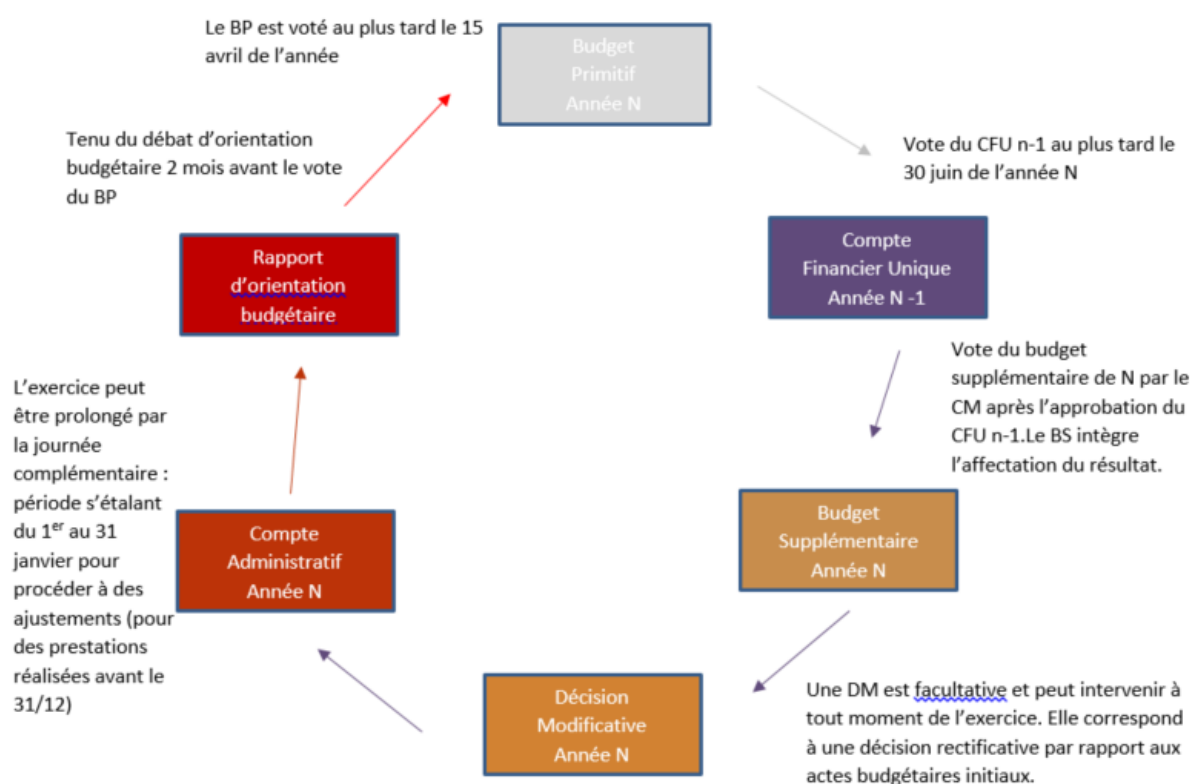 Le BP est voté au plus tard le 15
avril de l'année
Budget
Primitif
Année N
Tenu du débat d'orientation
budgétaire 2 mois avant le vote
du BP
Vote du CFU n-1 au plus tard le
30 juin de l'année N
Rapport
d'orientation
budgétaire
Compte
Financier Unique
Année N -1
Vote du budget
supplémentaire de N par le
CM après l'approbation du
CFU n-1.Le BS intègre
l'affectation du résultat.
L'exercice peut
être prolongé par
la journée
complémentaire :
période s'étalant
du 1er au 31
janvier pour
procéder à des
ajustements (pour
des prestations
réalisées avant le
31/12)
Compte
Administratif
Année N
Budget
Supplémentaire
Année N
Décision
Modificative
Année N
Une DM est facultative et peut intervenir à
tout moment de l'exercice. Elle correspond
à une décision rectificative par rapport aux
actes budgétaires initiaux.